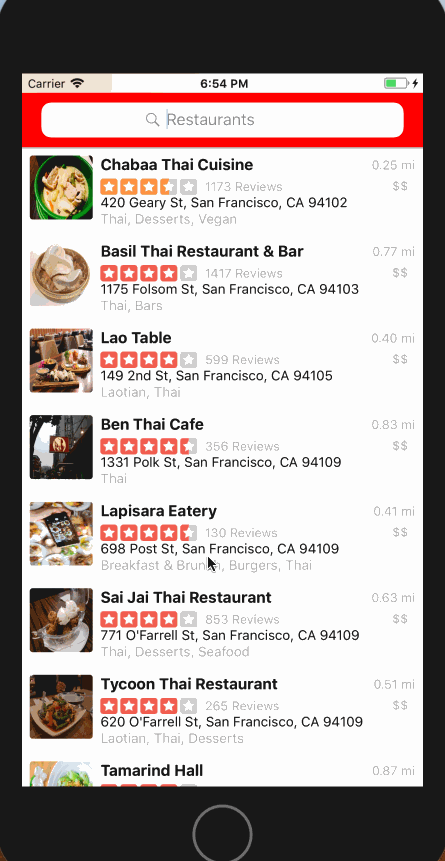 Carrier 6:54 PM
Restaurants
Chabaa Thai Cuisine 0.25 mi
1173 Reviews $$
420 Geary St, San Francisco, CA 94102
Thai, Desserts, Vegan
Basil Thai Restaurant & Bar 0.77 mi
1417 Reviews $$
1175 Folsom St, San Francisco, CA 94103
Thai, Bars
Lao Table 0.40 mi
599 Reviews $$
149 2nd St, San Francisco, CA 94105
Laotian, Thai
Ben Thai Cafe 0.83 mi
356 Reviews $$
1331 Polk St, San Francisco, CA 94109
Thai
Lapisara Eatery 0.41 mi
130 Reviews $$
698 Post St, San Francisco, CA 94109
Breakfast & Brunch, Burgers, Thai
Sai Jai Thai Restaurant 0.63 mi
853 Reviews $$
771 O'Farrell St, San Francisco, CA 94109
Thai, Desserts, Seafood
Tycoon Thai Restaurant 0.51 mi
265 Reviews $$
620 O'Farrell St, San Francisco, CA 94109
Laotian, Thai, Desserts
Tamarind Hall 0.87 mi